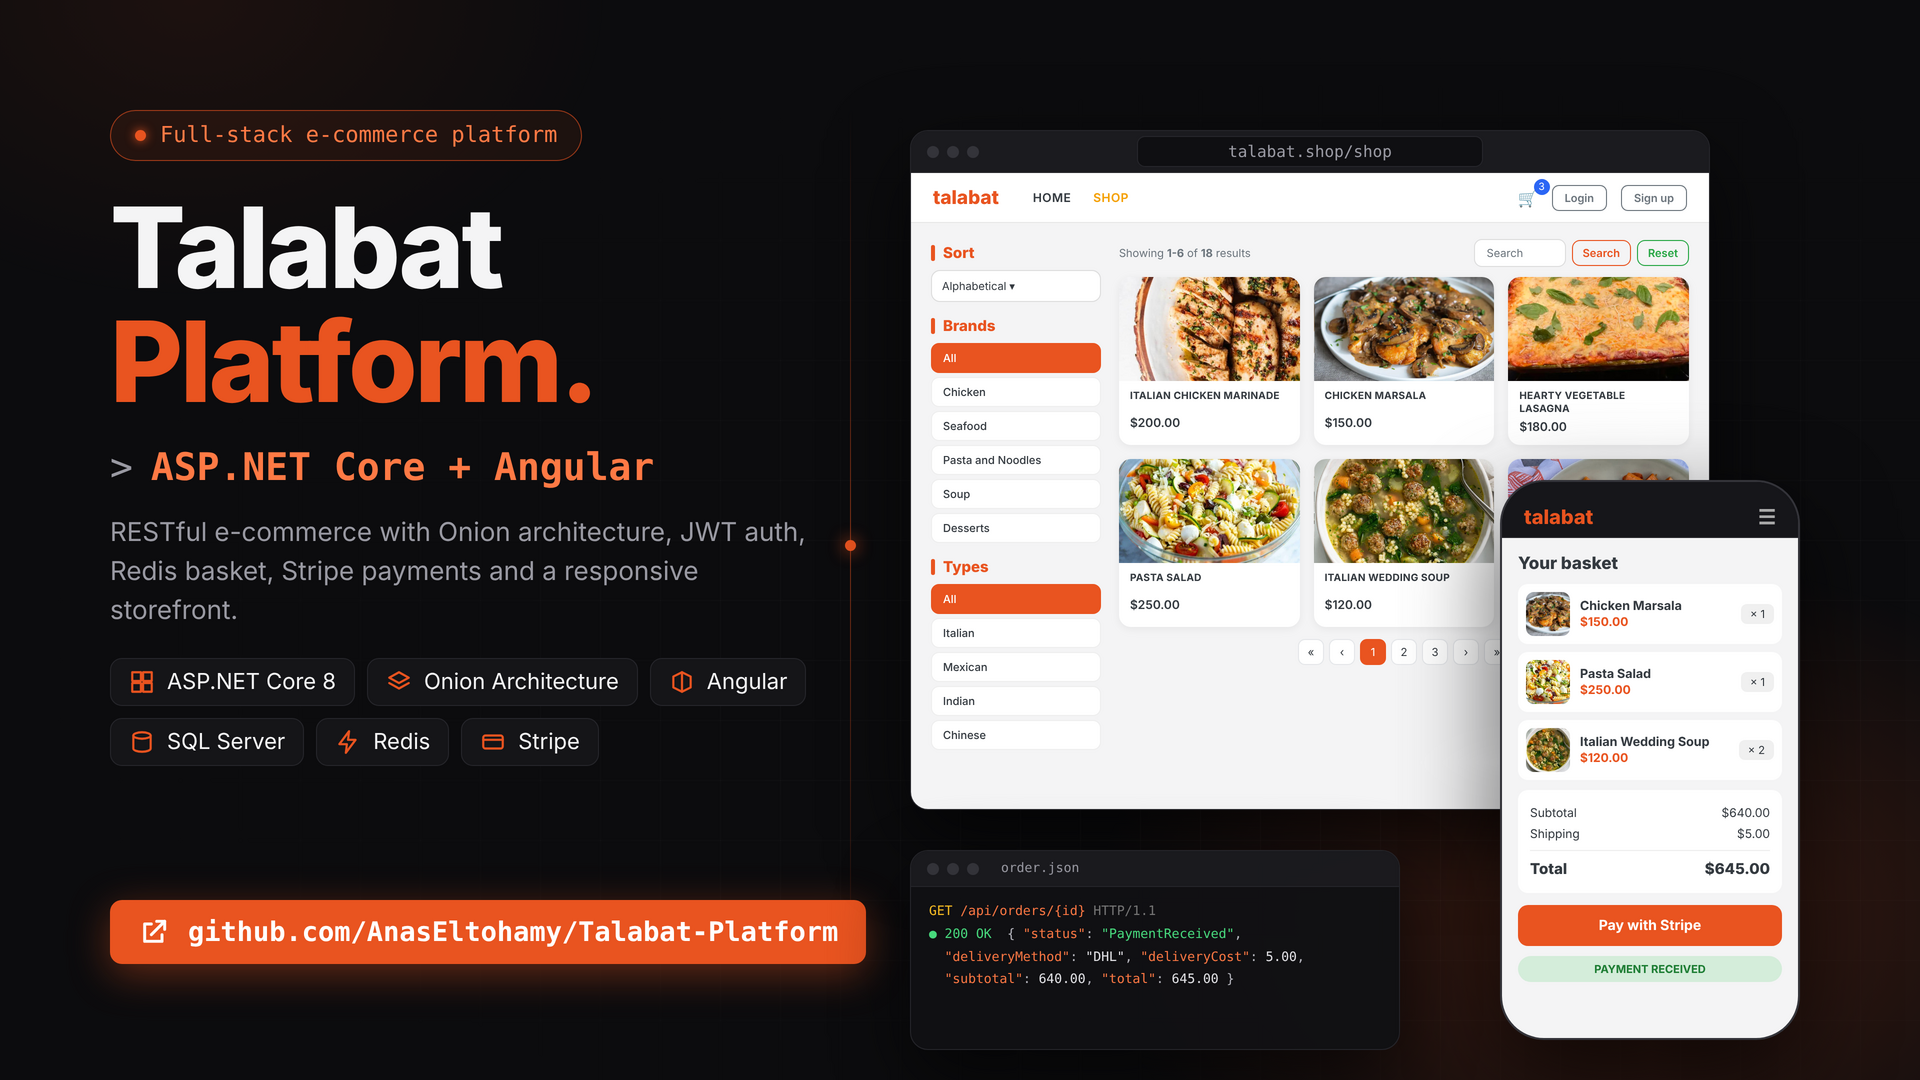 Full-stack e-commerce platform
Talabat
Platform.
> ASP.NET Core + Angular
RESTful e-commerce with Onion architecture, JWT auth,
Redis basket, Stripe payments and a responsive
storefront.
ASP.NET Core 8
Onion Architecture
Angular
SQL Server
Redis
Stripe
github.com/AnasEltohamy/Talabat-Platform
talabat.shop/shop
talabat
HOME
SHOP
3
Login
Sign up
Sort
Alphabetical ▾
Brands
All
Chicken
Seafood
Pasta and Noodles
Soup
Desserts
Types
All
Italian
Mexican
Indian
Chinese
Showing 1-6 of 18 results
Search
Search
Reset
ITALIAN CHICKEN MARINADE
$200.00
CHICKEN MARSALA
$150.00
HEARTY VEGETABLE
LASAGNA
$180.00
PASTA SALAD
$250.00
ITALIAN WEDDING SOUP
$120.00
« ‹ 1 2 3 › »
order.json
GET /api/orders/{id} HTTP/1.1
● 200 OK { "status": "PaymentReceived",
"deliveryMethod": "DHL", "deliveryCost": 5.00,
"subtotal": 640.00, "total": 645.00 }
talabat
☰
Your basket
Chicken Marsala
$150.00
× 1
Pasta Salad
$250.00
× 1
Italian Wedding Soup
$120.00
× 2
Subtotal $640.00
Shipping $5.00
Total $645.00
Pay with Stripe
PAYMENT RECEIVED